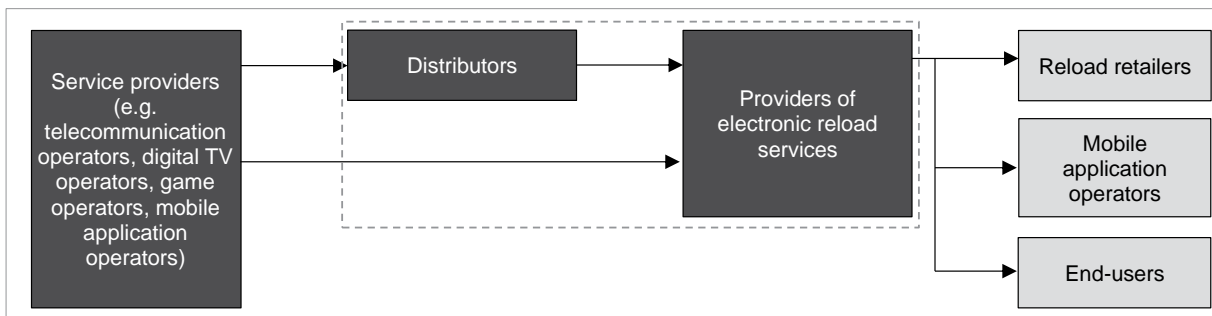 Service providers
(e.g.
telecommunication
operators, digital TV
operators, game
operators, mobile
application
operators)
Distributors
Providers of
electronic reload
services
Reload retailers
Mobile
application
operators
End-users